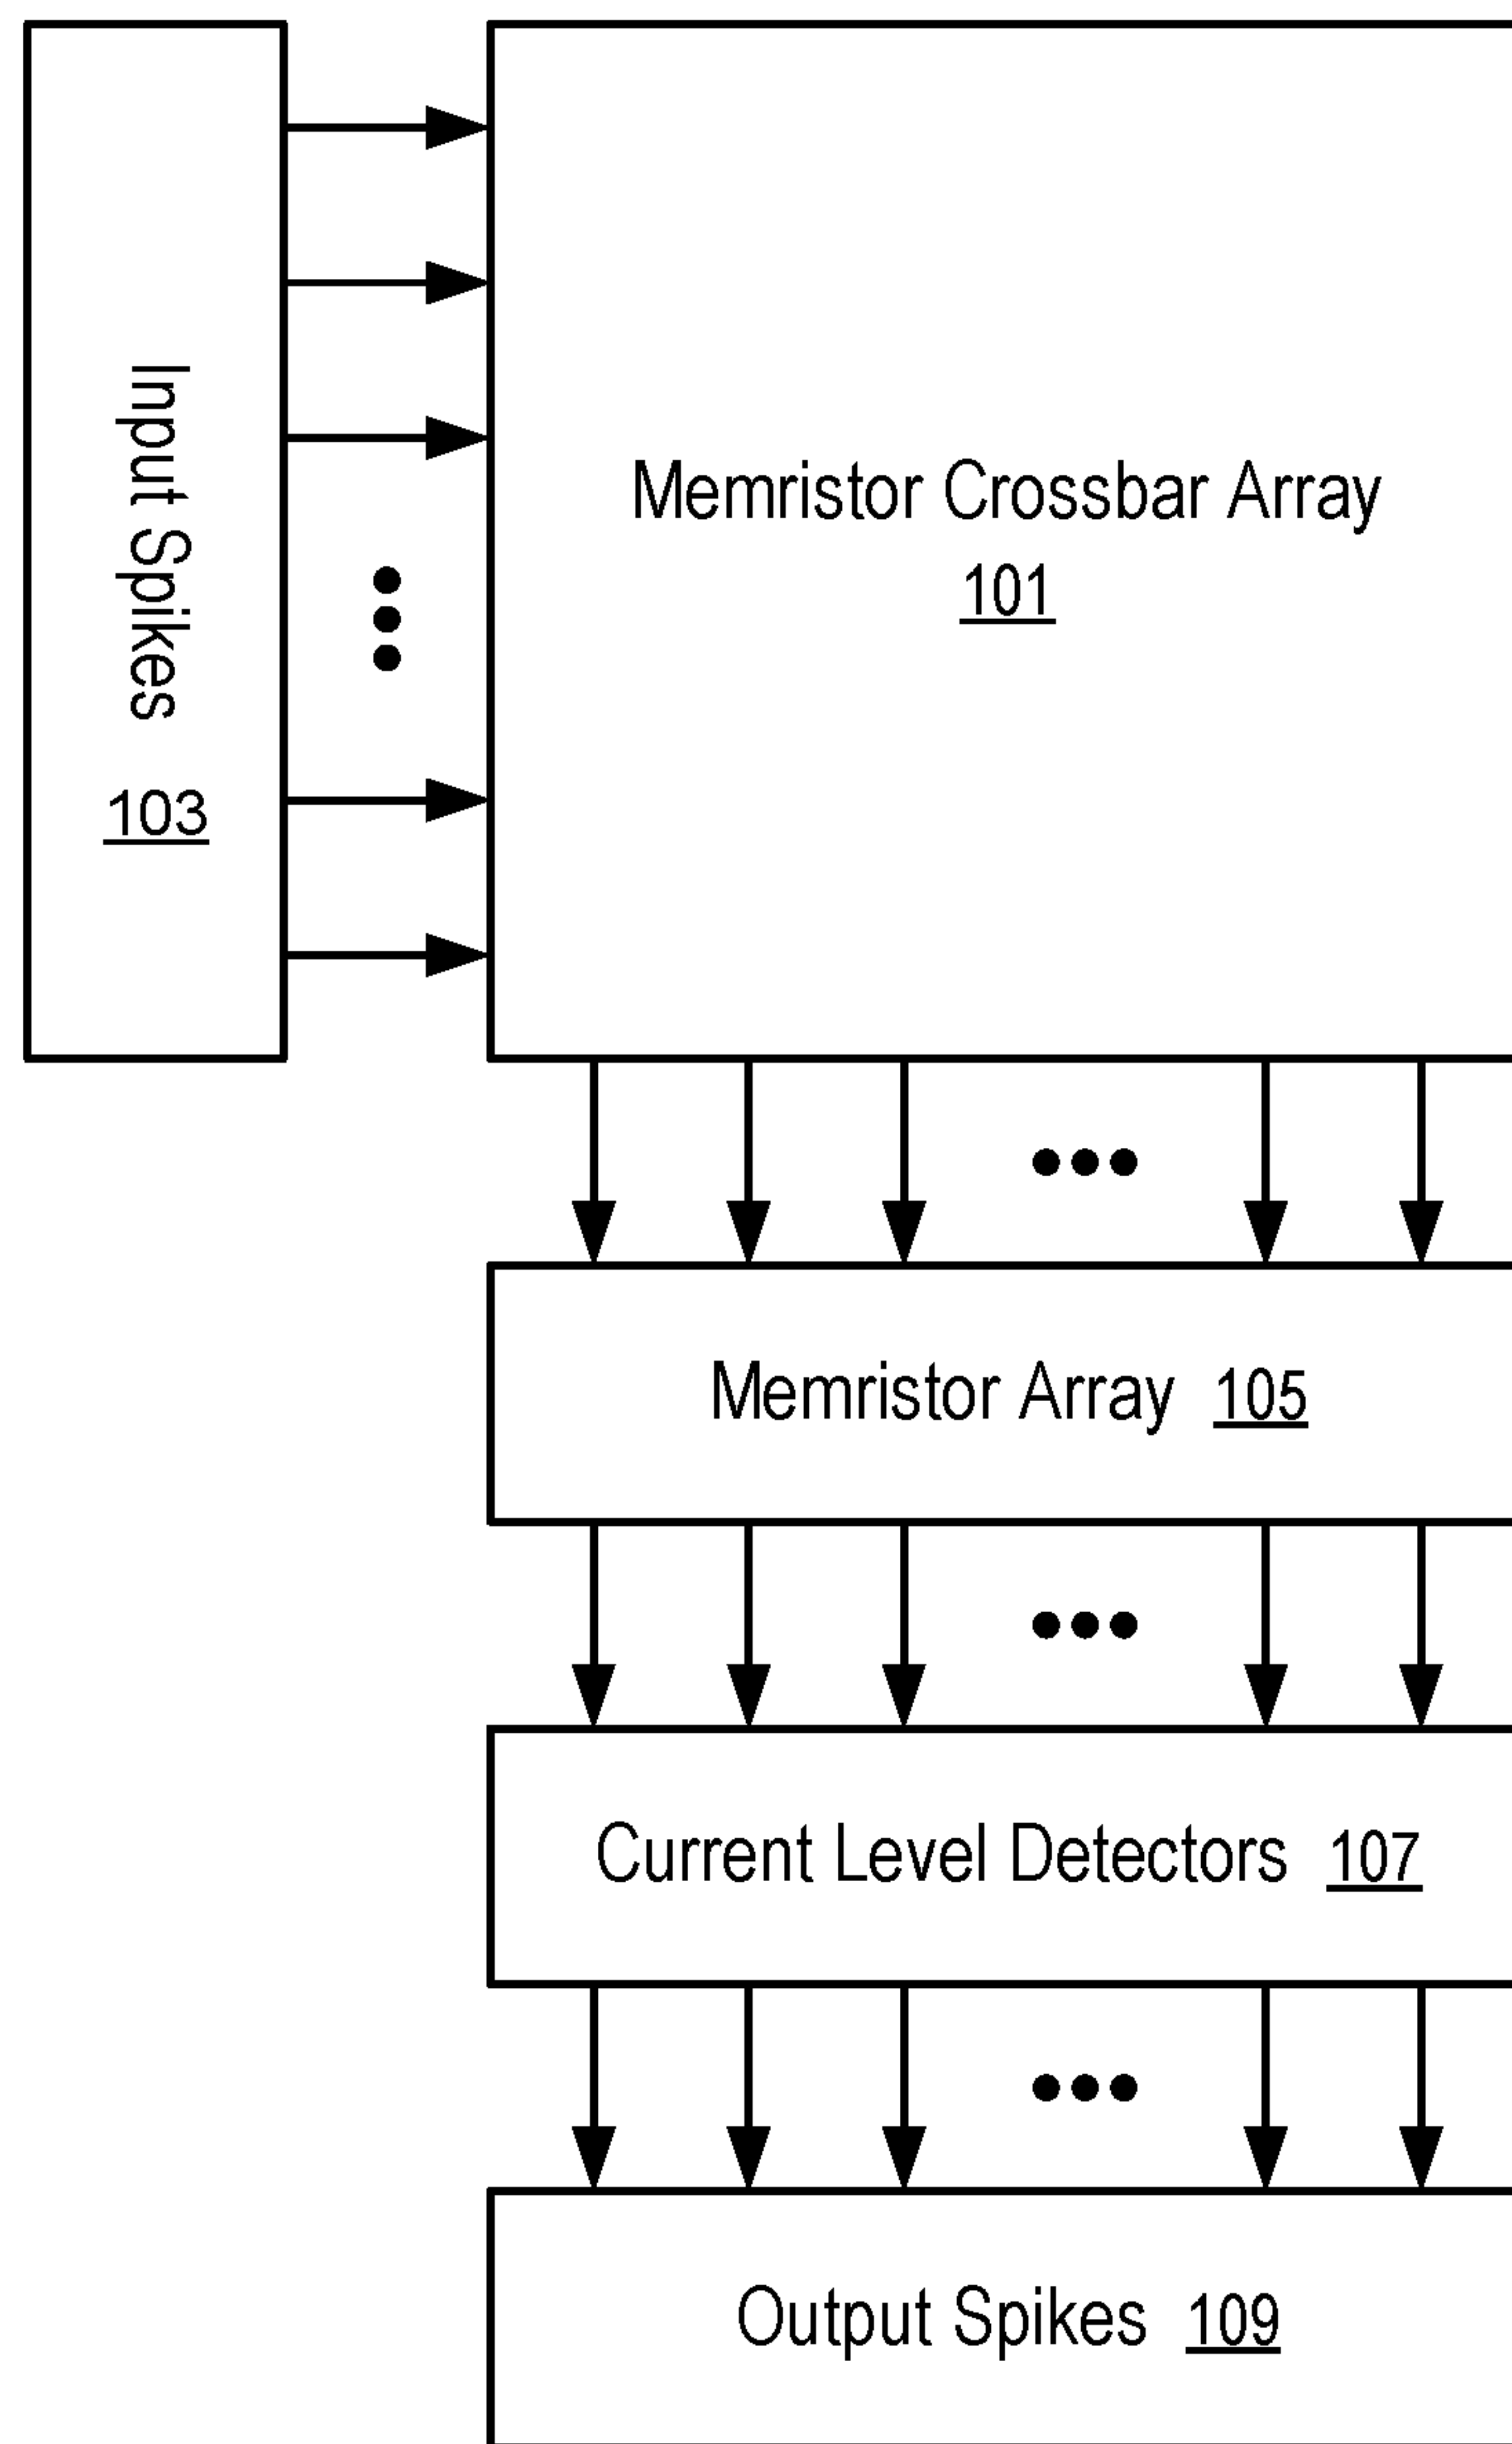 Input Spikes 103
Memristor Crossbar Array
101
Memristor Array 105
Current Level Detectors 107
Output Spikes 109